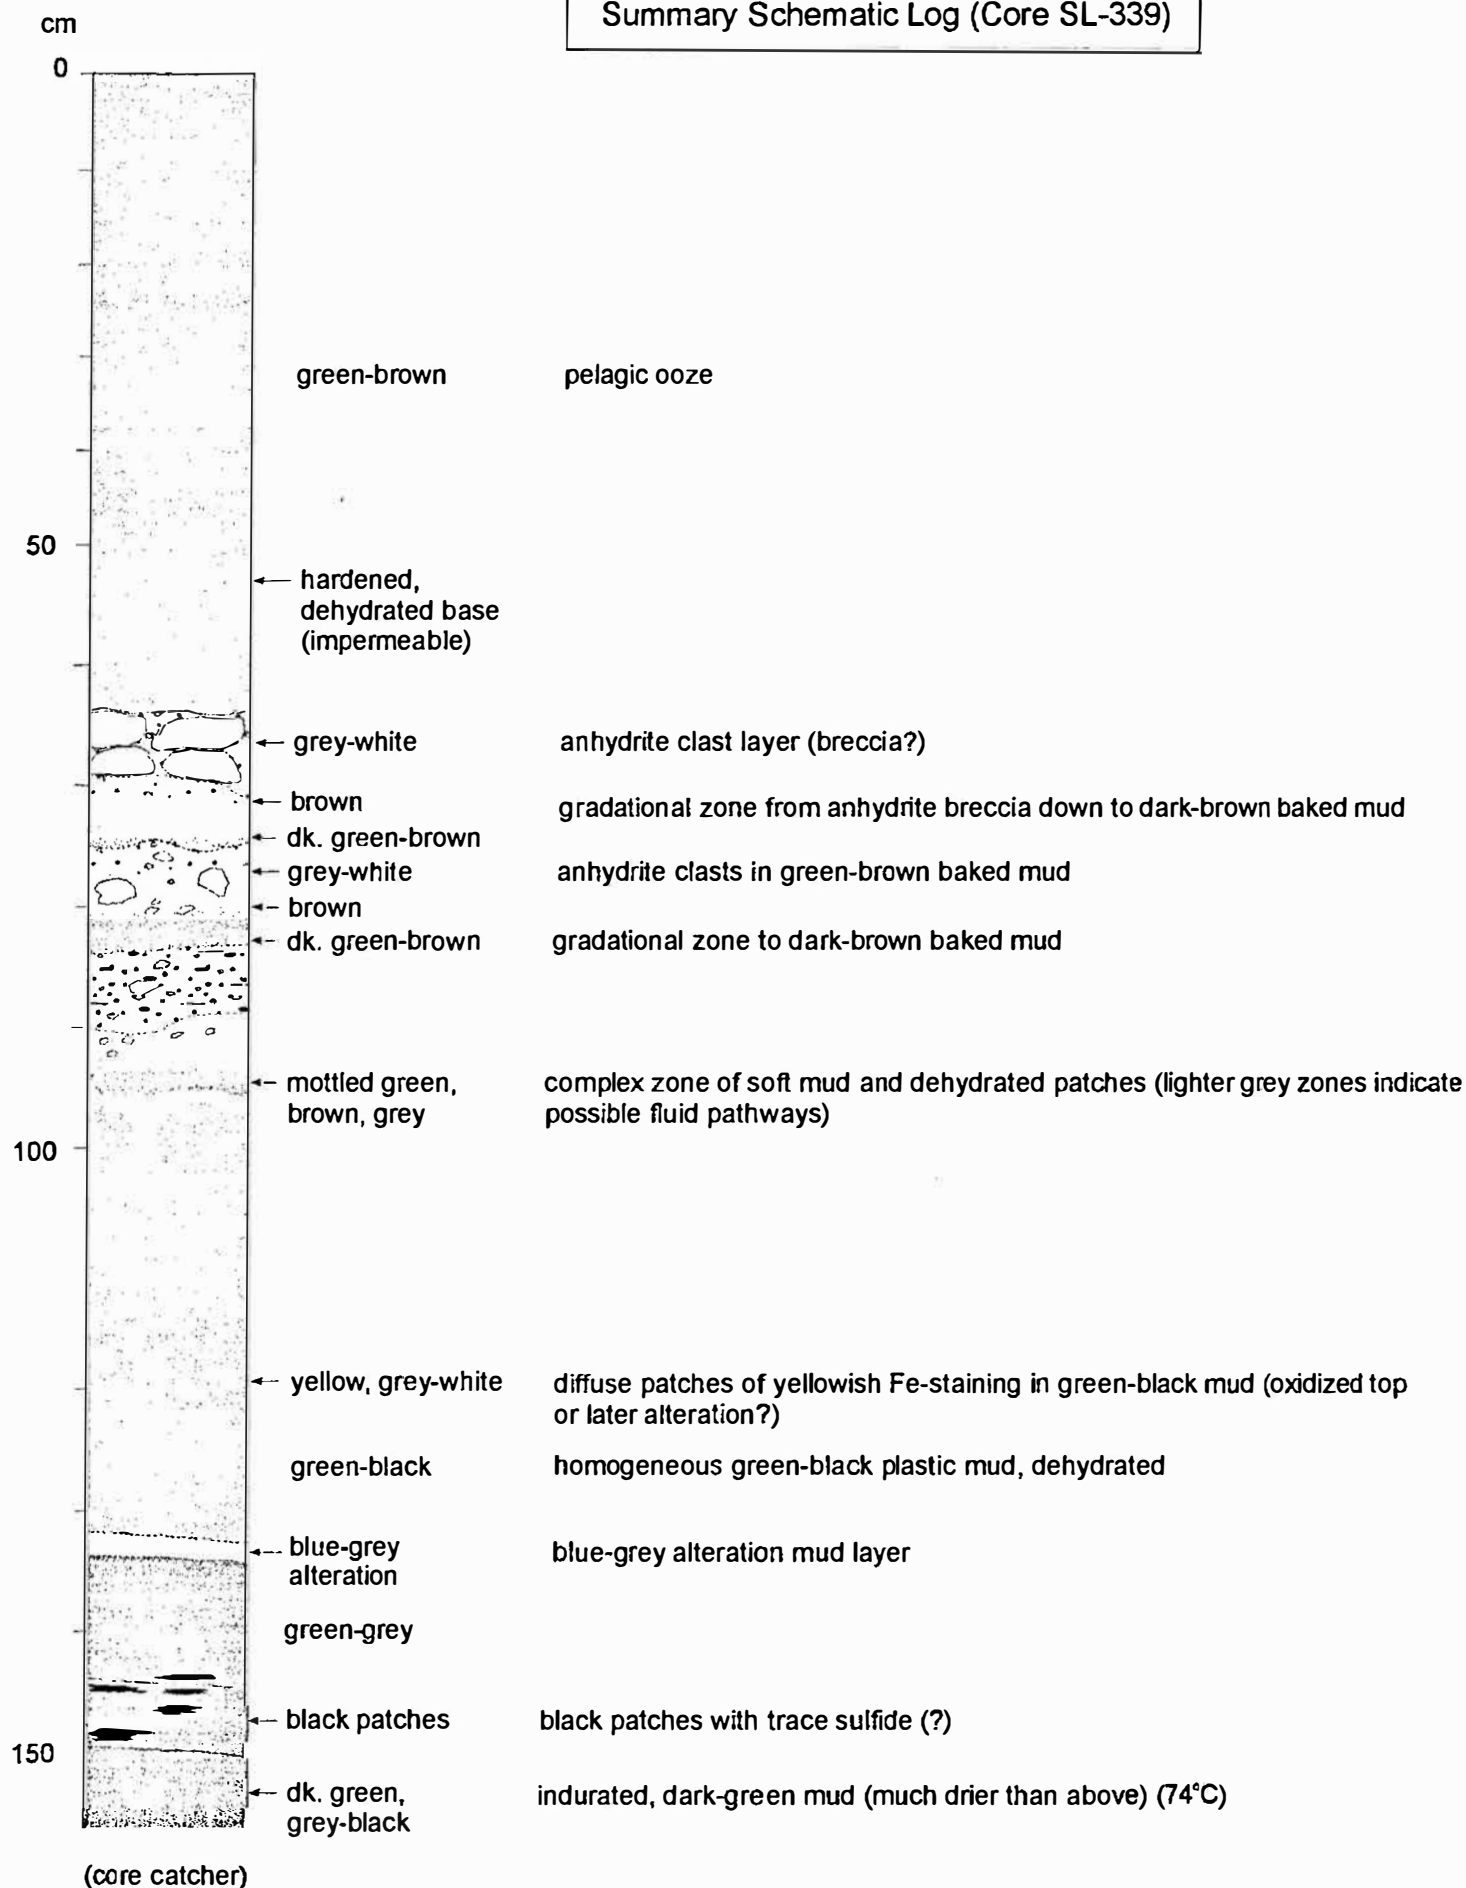 Summary Schematic Log (Core SL-339)
cm
0
green-brown pelagic ooze
50
hardened,
dehydrated base
(impermeable)
grey-white anhydrite clast layer (breccia?)
brown gradational zone from anhydrite breccia down to dark-brown baked mud
dk. green-brown
grey-white anhydrite clasts in green-brown baked mud
brown
dk. green-brown gradational zone to dark-brown baked mud
mottled green, complex zone of soft mud and dehydrated patches (lighter grey zones indicate
brown, grey possible fluid pathways)
100
yellow, grey-white diffuse patches of yellowish Fe-staining in green-black mud (oxidized top
or later alteration?)
green-black homogeneous green-black plastic mud, dehydrated
blue-grey blue-grey alteration mud layer
alteration
green-grey
black patches black patches with trace sulfide (?)
150
dk. green, indurated, dark-green mud (much drier than above) (74°C)
grey-black
(core catcher)